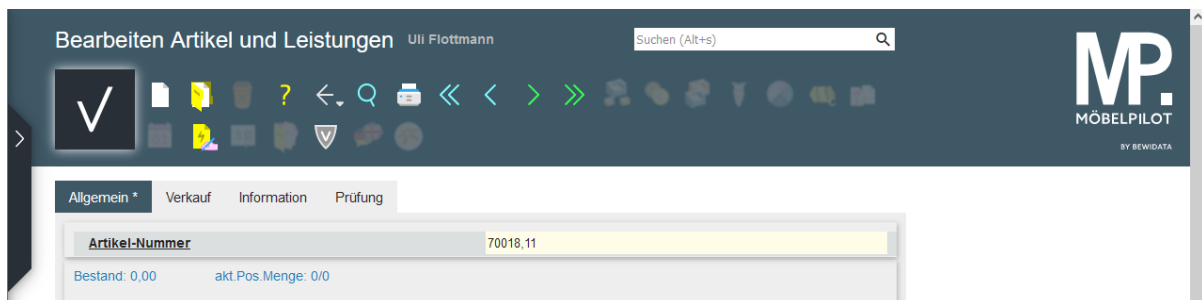 Bearbeiten Artikel und Leistungen Uli Flottmann
Suchen (Alt+s)
MP.
MÖBELPILOT
BY BEWIDATA
Allgemein * Verkauf Information Prüfung
Artikel-Nummer 70018,11
Bestand: 0,00 akt.Pos.Menge: 0/0